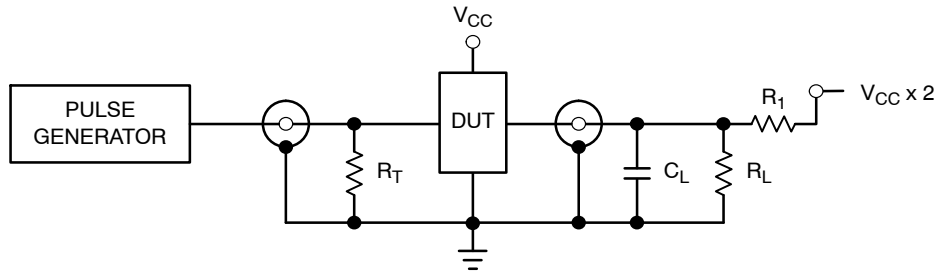 V_CC
PULSE
GENERATOR
DUT
R_1
V_CC x 2
R_T
C_L
R_L